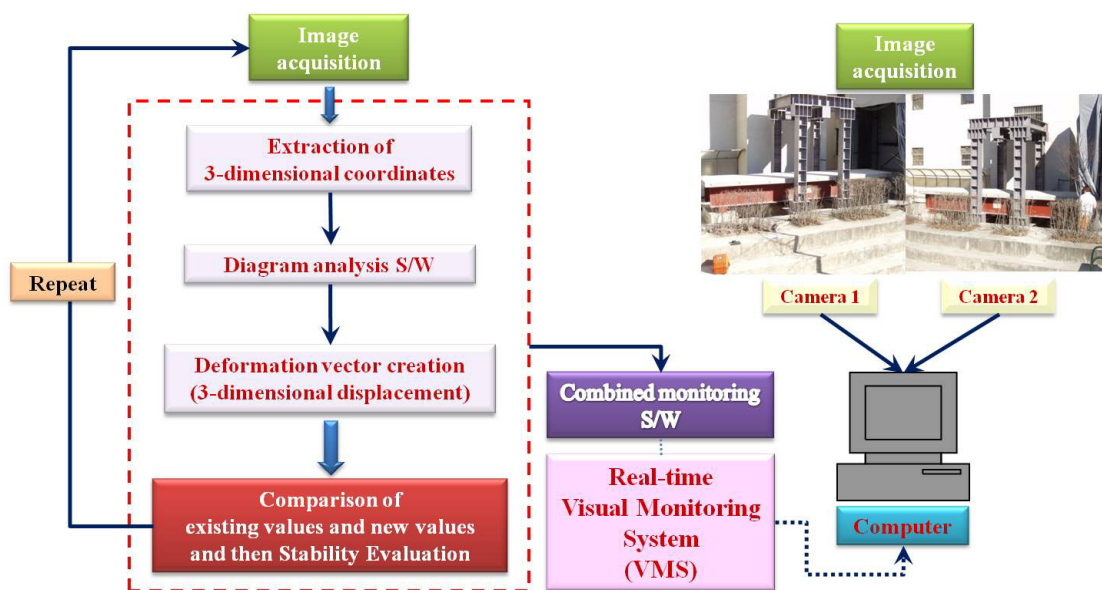 Image
acquisition
Extraction of
3-dimensional coordinates
Diagram analysis S/W
Repeat
Deformation vector creation
(3-dimensional displacement)
Comparison of
existing values and new values
and then Stability Evaluation
Combined monitoring
S/W
Real-time
Visual Monitoring
System
(VMS)
Image
acquisition
Camera 1
Camera 2
Computer